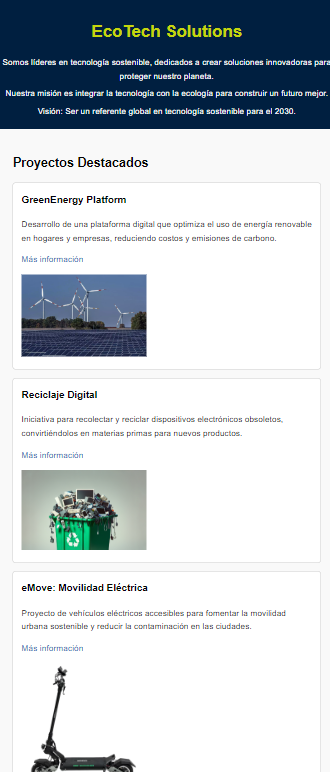 EcoTech Solutions
Somos líderes en tecnología sostenible, dedicados a crear soluciones innovadoras para
proteger nuestro planeta.
Nuestra misión es integrar la tecnología con la ecología para construir un futuro mejor.
Visión: Ser un referente global en tecnología sostenible para el 2030.
Proyectos Destacados
GreenEnergy Platform
Desarrollo de una plataforma digital que optimiza el uso de energía renovable
en hogares y empresas, reduciendo costos y emisiones de carbono.
Más información
Reciclaje Digital
Iniciativa para recolectar y reciclar dispositivos electrónicos obsoletos,
convirtiéndolos en materias primas para nuevos productos.
Más información
eMove: Movilidad Eléctrica
Proyecto de vehículos eléctricos accesibles para fomentar la movilidad
urbana sostenible y reducir la contaminación en las ciudades.
Más información